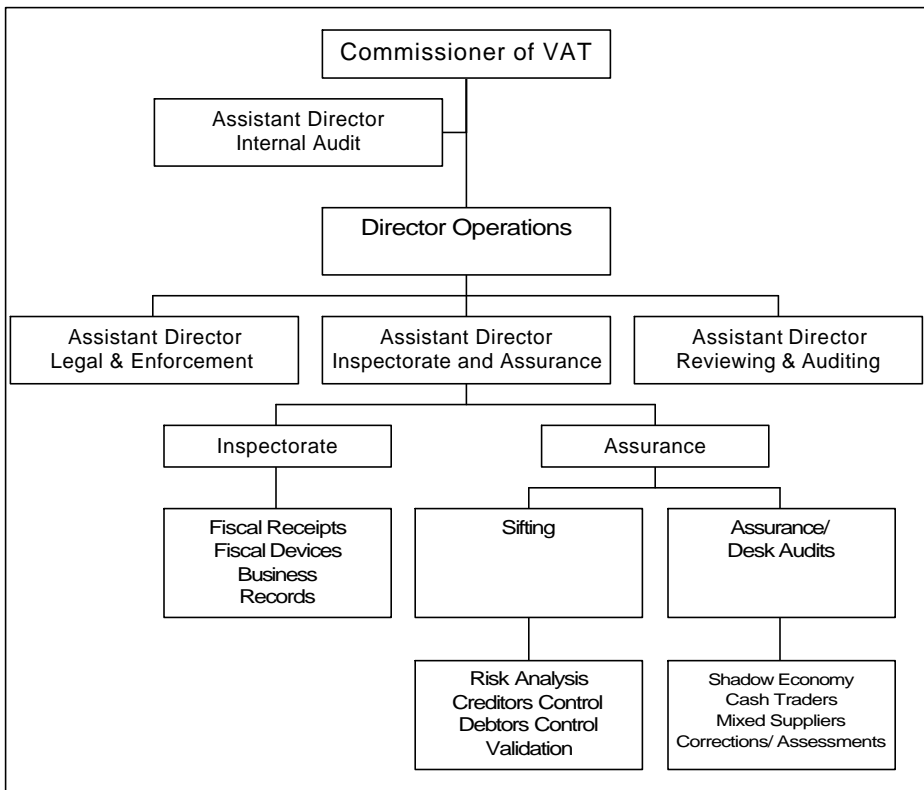 Commissioner of VAT
Assistant Director
Internal Audit
Director Operations
Assistant Director
Legal & Enforcement
Assistant Director
Inspectorate and Assurance
Assistant Director
Reviewing & Auditing
Inspectorate
Assurance
Fiscal Receipts
Fiscal Devices
Business
Records
Sifting
Assurance/
Desk Audits
Risk Analysis
Creditors Control
Debtors Control
Validation
Shadow Economy
Cash Traders
Mixed Suppliers
Corrections/ Assessments